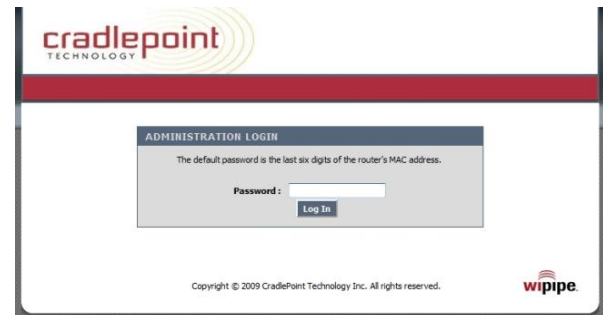 cradlepoint
TECHNOLOGY
ADMINISTRATION LOGIN
The default password is the last six digits of the router's MAC address.
Password :
Log In
Copyright © 2009 CradlePoint Technology Inc. All rights reserved.
wipipe.